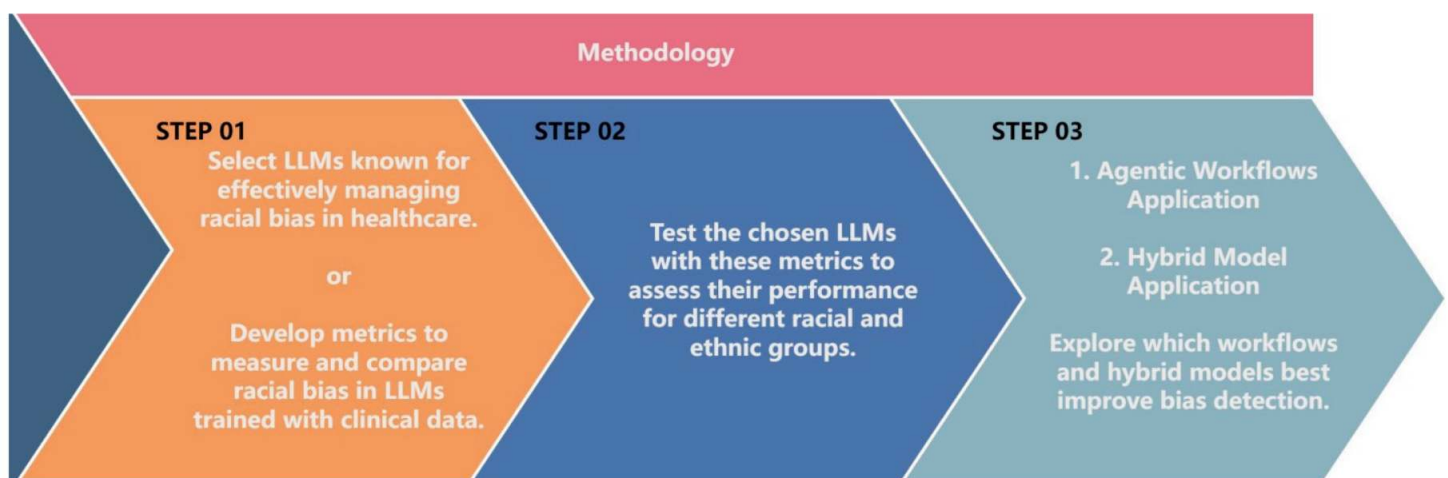 Methodology
STEP 01
Select LLMs known for
effectively managing
racial bias in healthcare.
or
Develop metrics to
measure and compare
racial bias in LLMs
trained with clinical data.
STEP 02
Test the chosen LLMs
with these metrics to
assess their performance
for different racial and
ethnic groups.
STEP 03
1. Agentic Workflows
Application
2. Hybrid Model
Application
Explore which workflows
and hybrid models best
improve bias detection.